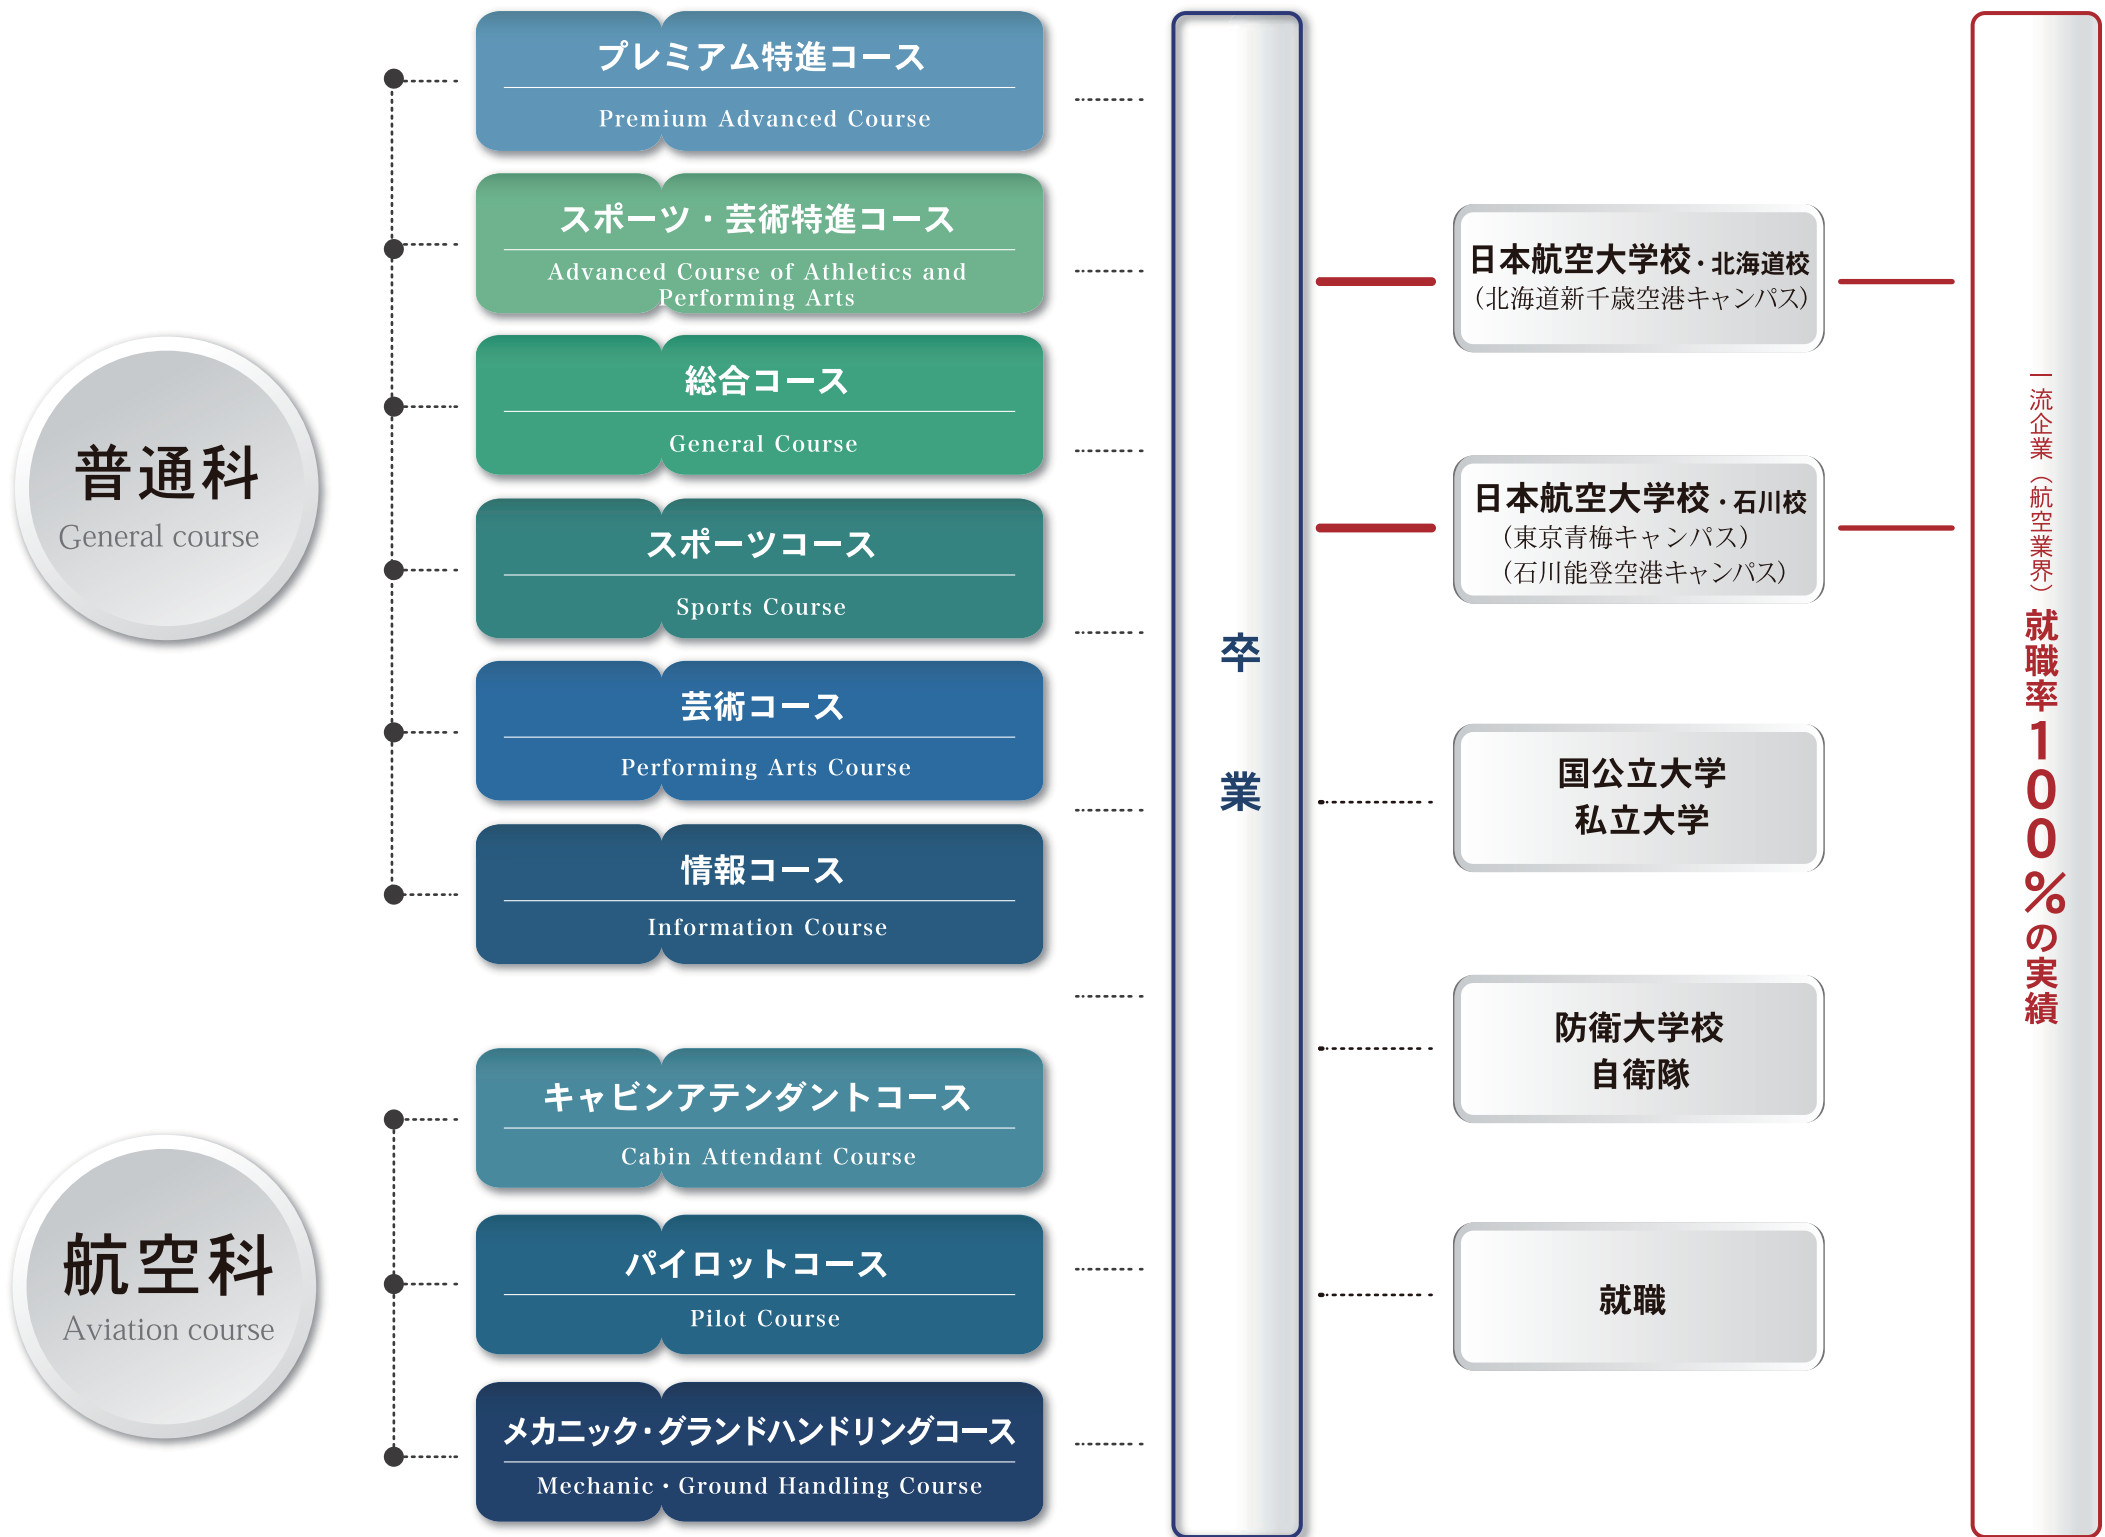 普通科
General course
プレミアム特進コース
Premium Advanced Course
スポーツ・芸術特進コース
Advanced Course of Athletics and
Performing Arts
総合コース
General Course
スポーツコース
Sports Course
芸術コース
Performing Arts Course
情報コース
Information Course
航空科
Aviation course
キャビンアテンダントコース
Cabin Attendant Course
パイロットコース
Pilot Course
メカニック・グランドハンドリングコース
Mechanic・Ground Handling Course
卒業
日本航空大学校・北海道校
（北海道新千歳空港キャンパス）
日本航空大学校・石川校
（東京青梅キャンパス）
（石川能登空港キャンパス）
国公立大学
私立大学
防衛大学校
自衛隊
就職
一流企業（航空業界）就職率100％の実績